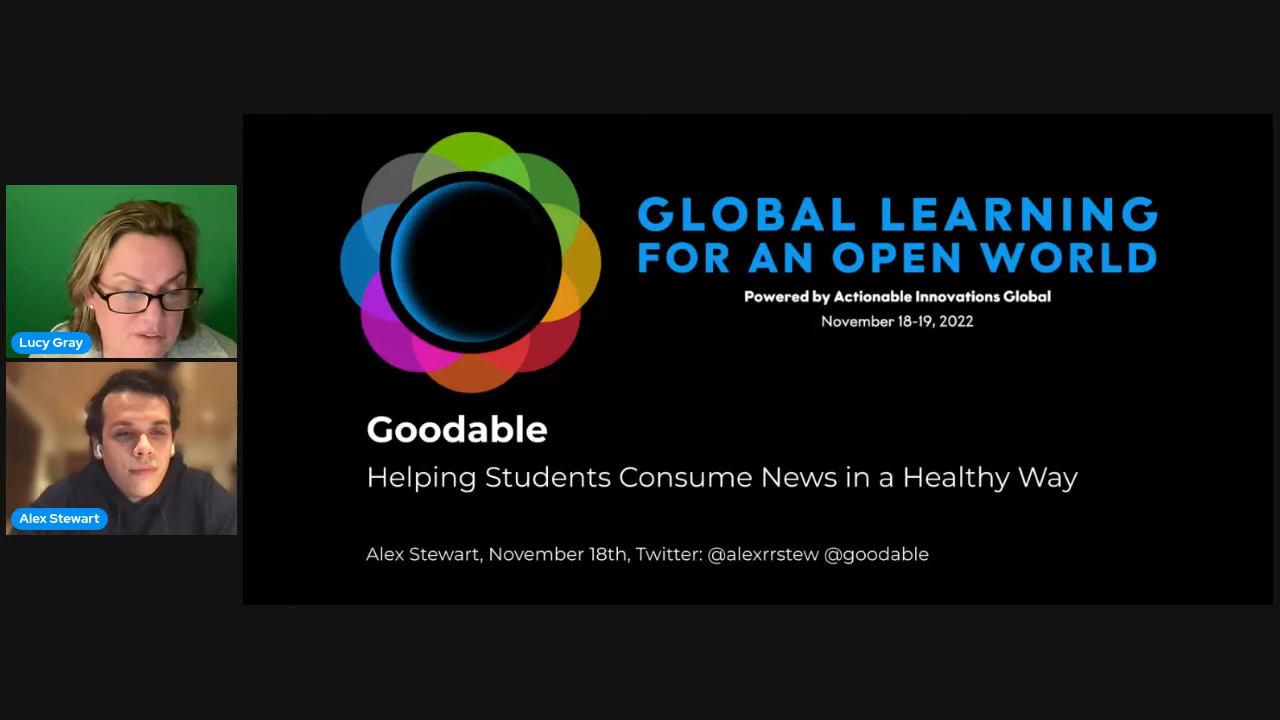 Lucy Gray
Alex Stewart
GLOBAL LEARNING
FOR AN OPEN WORLD
Powered by Actionable Innovations Global
November 18-19, 2022
Goodable
Helping Students Consume News in a Healthy Way
Alex Stewart, November 18th, Twitter: @alexrrstew @goodable